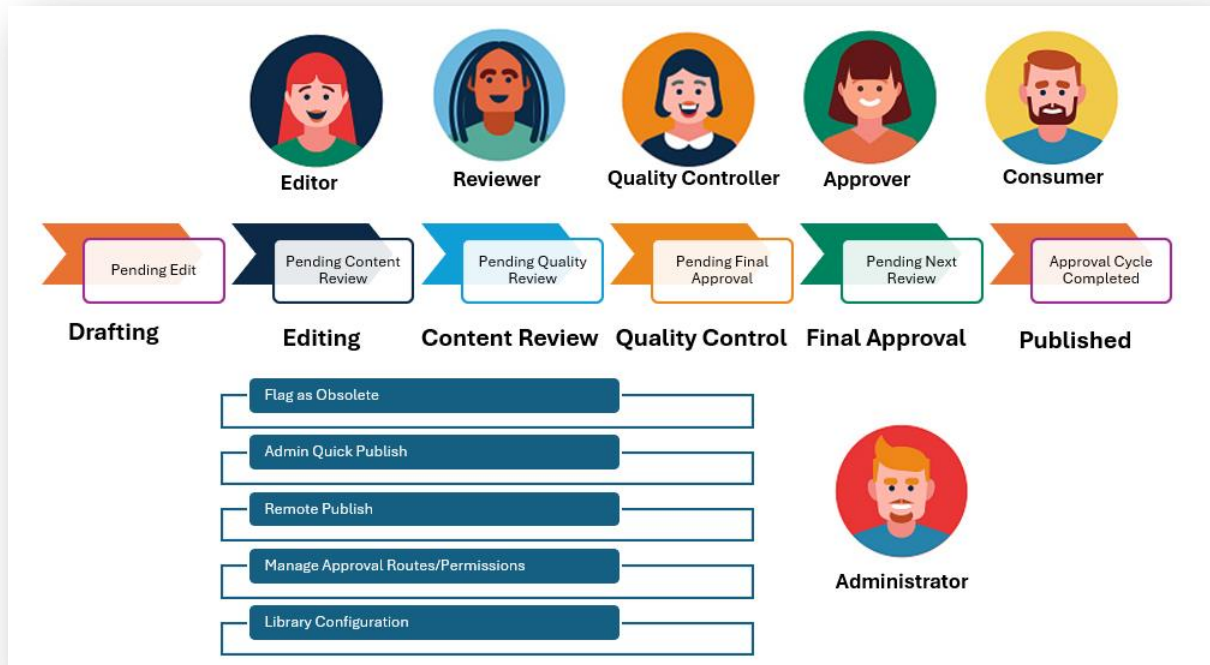 Editor
Reviewer
Quality Controller
Approver
Consumer
Pending Edit
Pending Content
Review
Pending Quality
Review
Pending Final
Approval
Pending Next
Review
Approval Cycle
Completed
Drafting
Editing
Content Review
Quality Control
Final Approval
Published
Flag as Obsolete
Admin Quick Publish
Remote Publish
Manage Approval Routes/Permissions
Library Configuration
Administrator